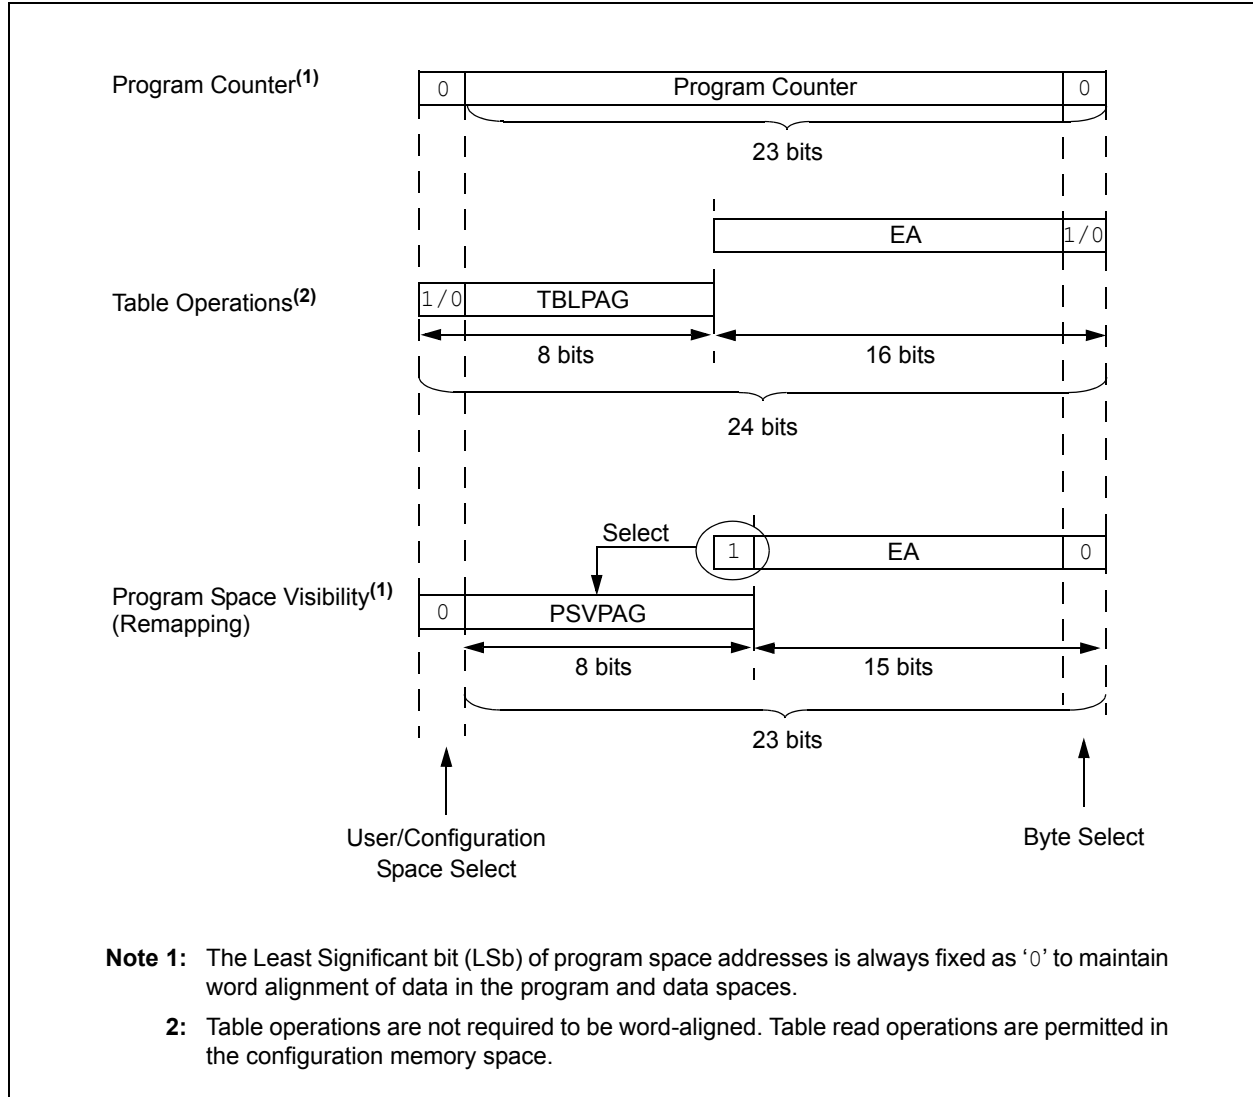 Program Counter(1)
0
Program Counter
0
23 bits
EA
1/0
Table Operations(2)
1/0
TBLPAG
8 bits
16 bits
24 bits
Select
1
EA
0
Program Space Visibility(1)
(Remapping)
0
PSVPAG
8 bits
15 bits
23 bits
User/Configuration
Space Select
Byte Select
Note 1: The Least Significant bit (LSb) of program space addresses is always fixed as ‘0’ to maintain
word alignment of data in the program and data spaces.
2: Table operations are not required to be word-aligned. Table read operations are permitted in
the configuration memory space.